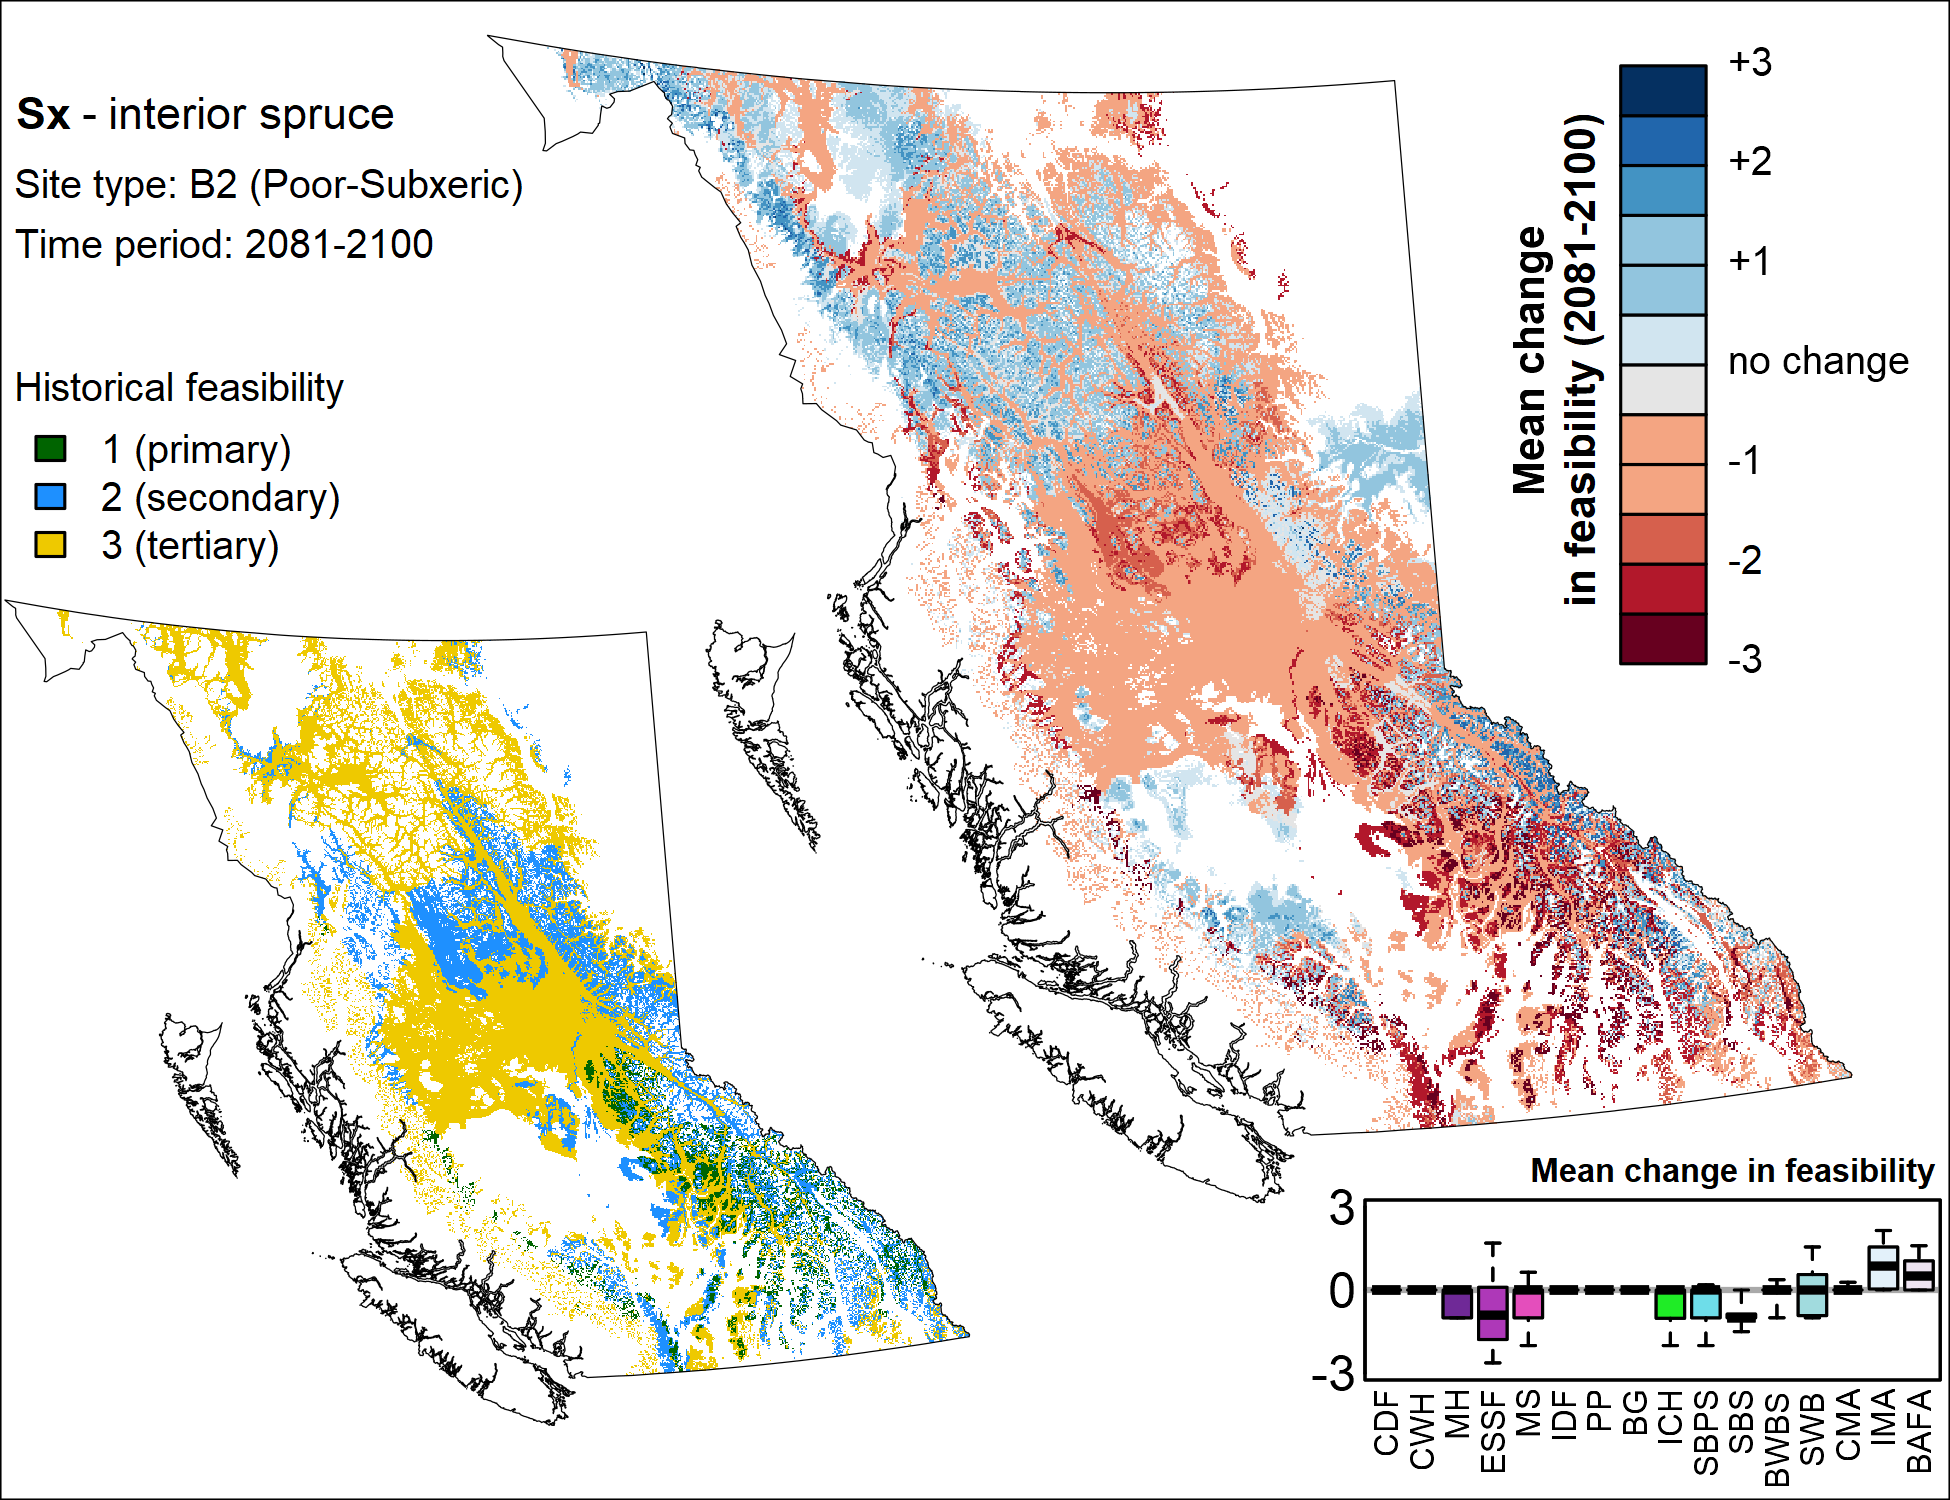 Sx - interior spruce
Site type: B2 (Poor-Subxeric)
Time period: 2081-2100
Historical feasibility
1 (primary)
2 (secondary)
3 (tertiary)
Mean change
in feasibility (2081-2100)
+3
+2
+1
no change
-1
-2
-3
Mean change in feasibility
3
0
-3
CDF
CWH
MH
ESSF
MS
IDF
PP
BG
ICH
SBPS
SBS
BWBS
SWB
CMA
IMA
BAFA